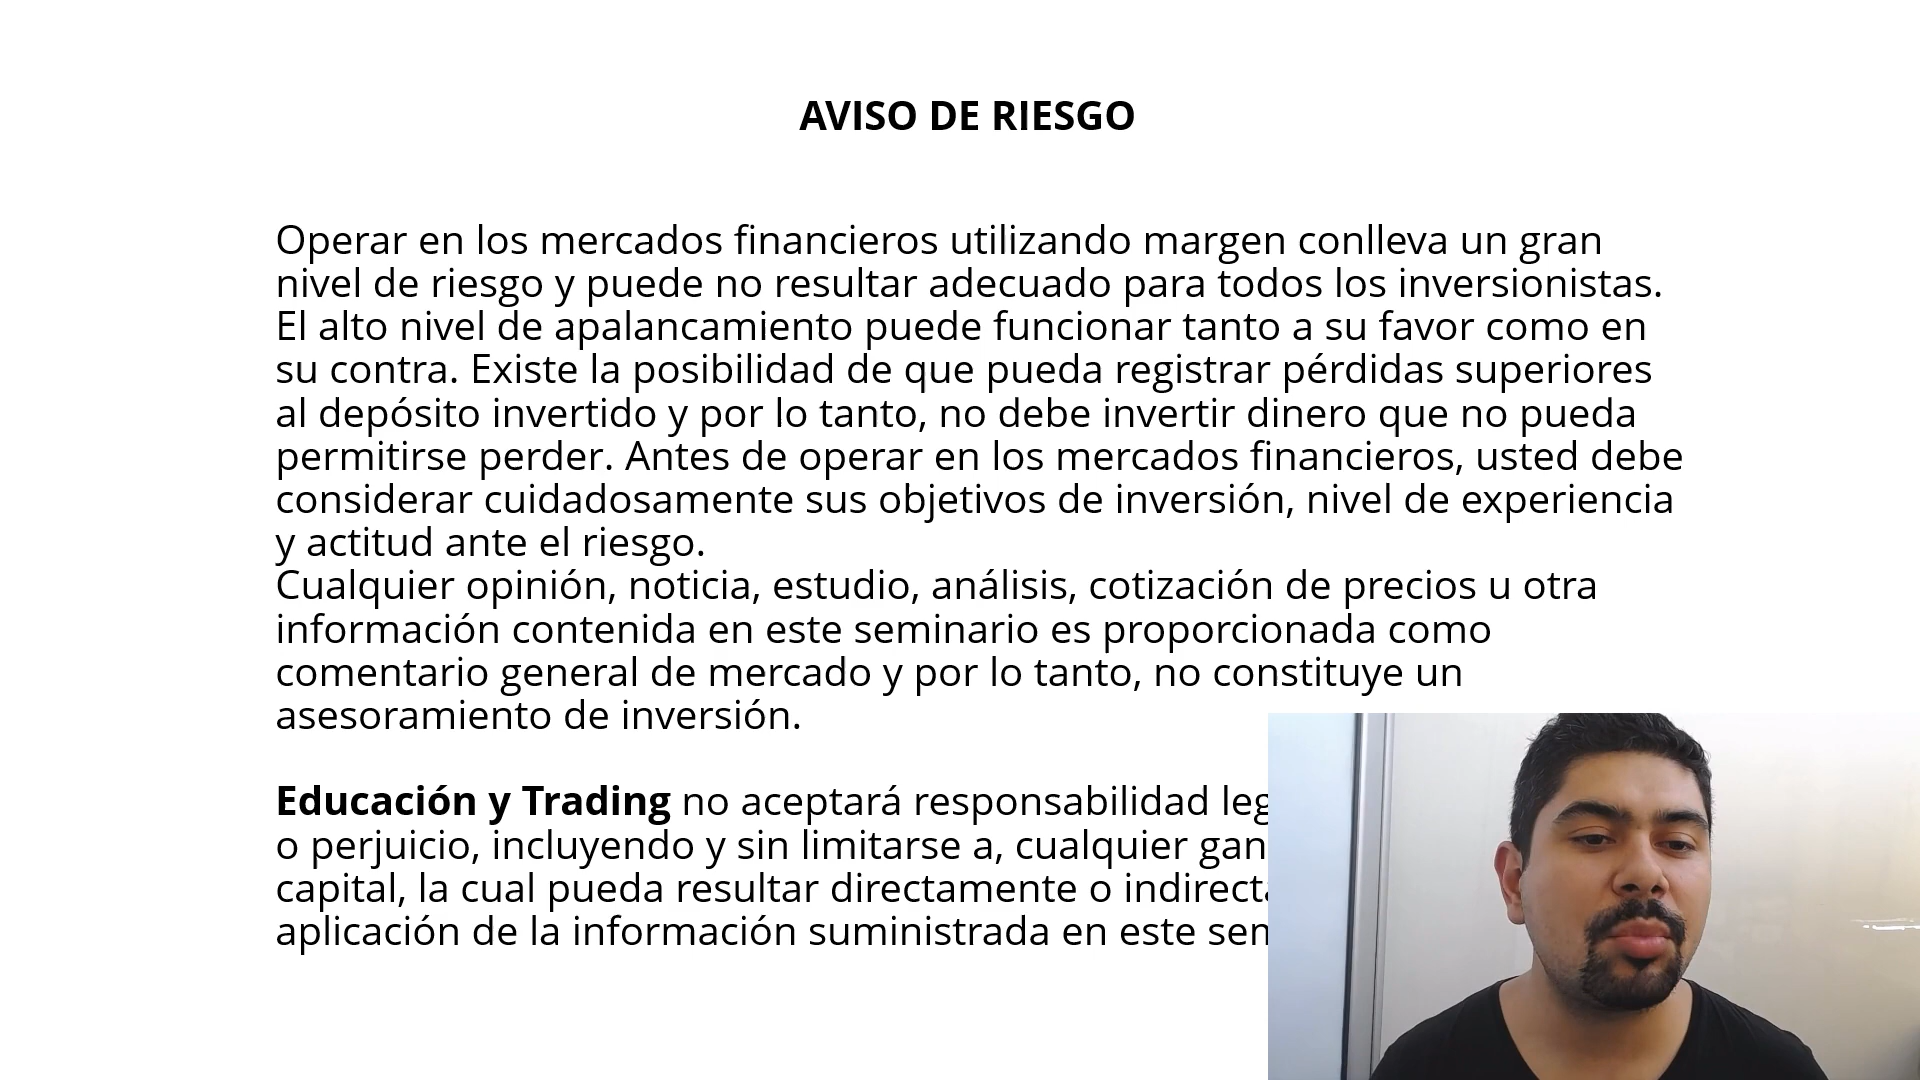 AVISO DE RIESGO
Operar en los mercados financieros utilizando margen conlleva un gran
nivel de riesgo y puede no resultar adecuado para todos los inversionistas.
El alto nivel de apalancamiento puede funcionar tanto a su favor como en
su contra. Existe la posibilidad de que pueda registrar pérdidas superiores
al depósito invertido y por lo tanto, no debe invertir dinero que no pueda
permitirse perder. Antes de operar en los mercados financieros, usted debe
considerar cuidadosamente sus objetivos de inversión, nivel de experiencia
y actitud ante el riesgo.
Cualquier opinión, noticia, estudio, análisis, cotización de precios u otra
información contenida en este seminario es proporcionada como
comentario general de mercado y por lo tanto, no constituye un
asesoramiento de inversión.
Educación y Trading no aceptará responsabilidad
o perjuicio, incluyendo y sin limitarse a, cualquier
capital, la cual pueda resultar directamente o
aplicación de la información suministrada en este